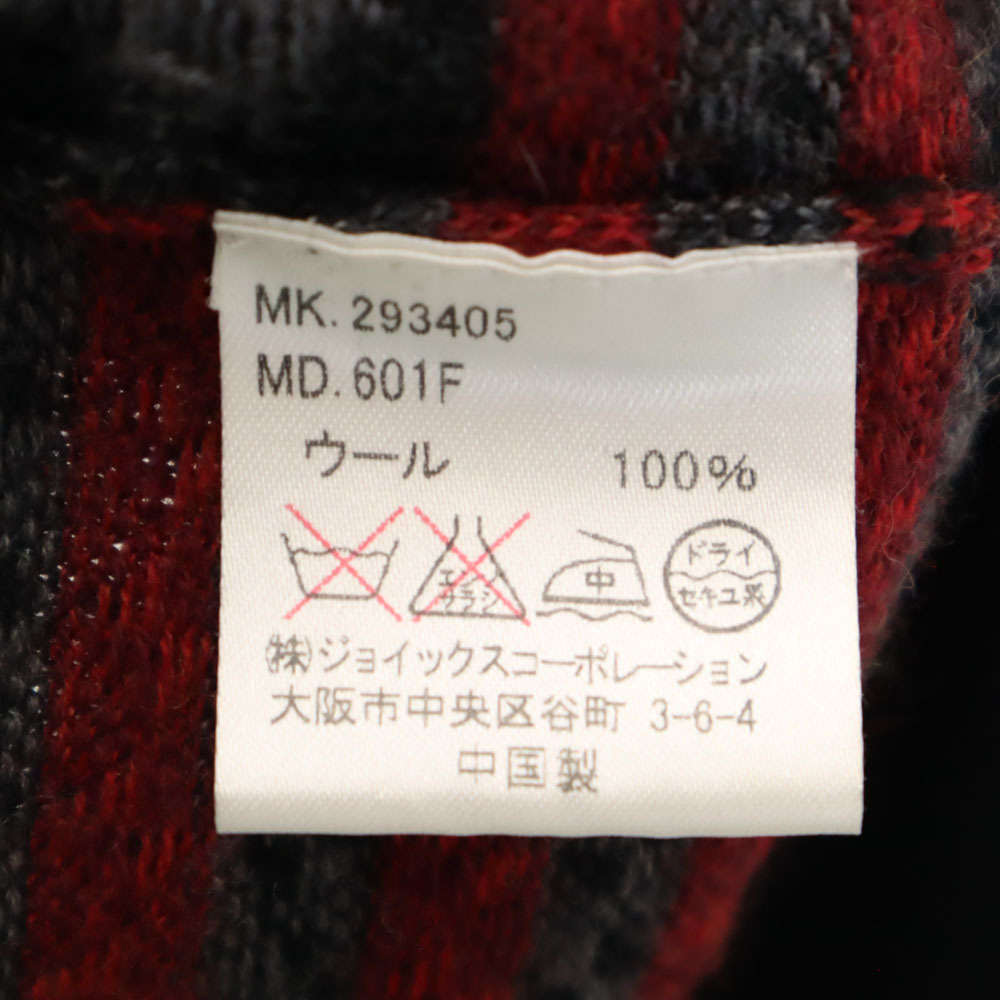 MK. 293405
MD. 601F
ウール 100%
エンソ サラシ 中 ドライ セキユ系
㈱ジョイックスコーポレーション
大阪市中央区谷町 3-6-4
中国製